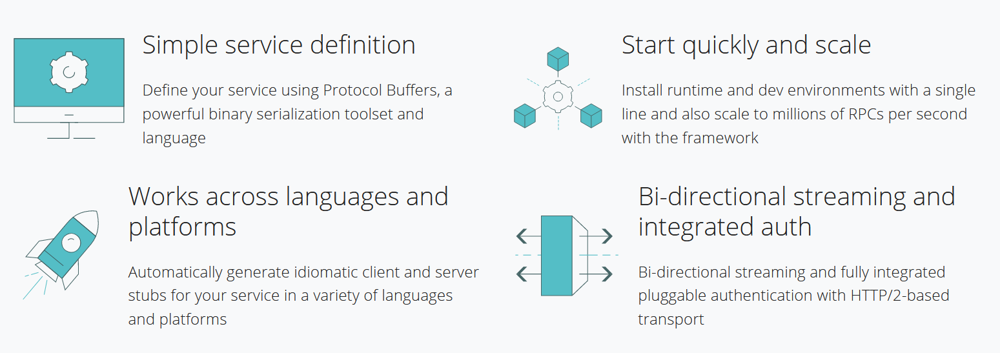 Simple service definition
Define your service using Protocol Buffers, a
powerful binary serialization toolset and
language
Start quickly and scale
Install runtime and dev environments with a single
line and also scale to millions of RPCs per second
with the framework
Works across languages and
platforms
Automatically generate idiomatic client and server
stubs for your service in a variety of languages
and platforms
Bi-directional streaming and
integrated auth
Bi-directional streaming and fully integrated
pluggable authentication with HTTP/2-based
transport